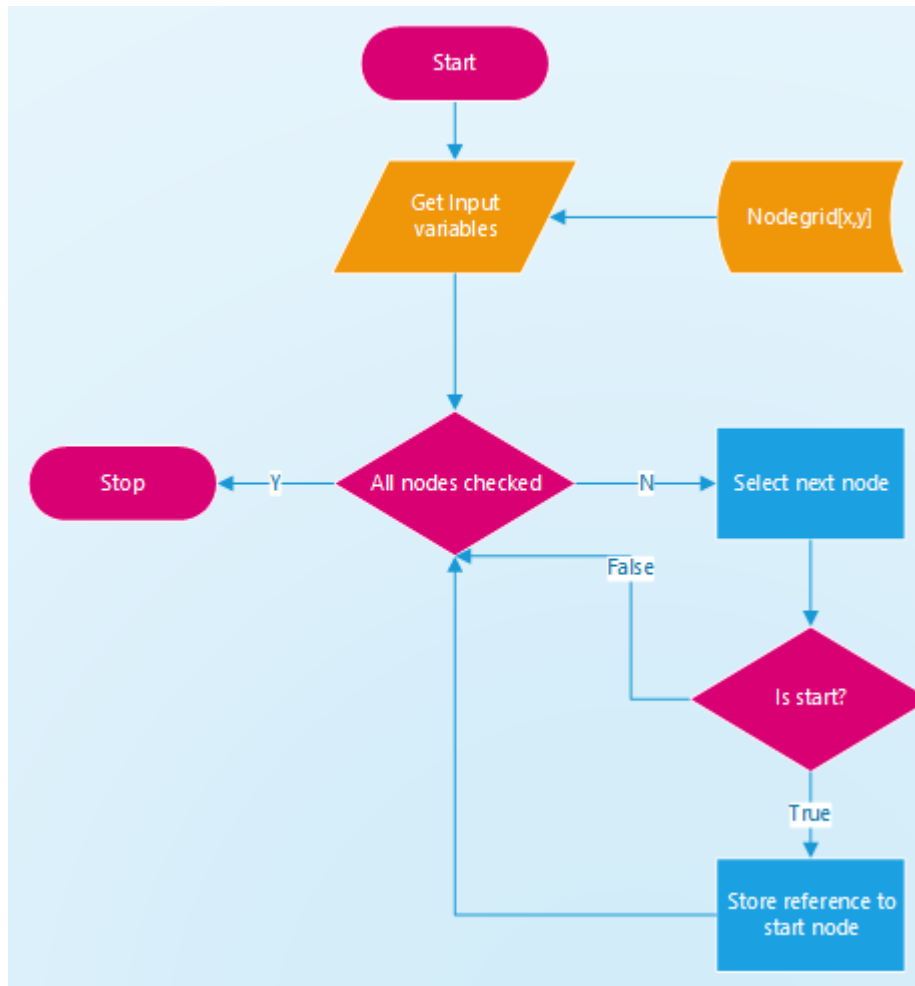 Start
Get Input
variables
Nodegrid[x,y]
Stop
Y
All nodes checked
N
Select next node
False
Is start?
True
Store reference to
start node